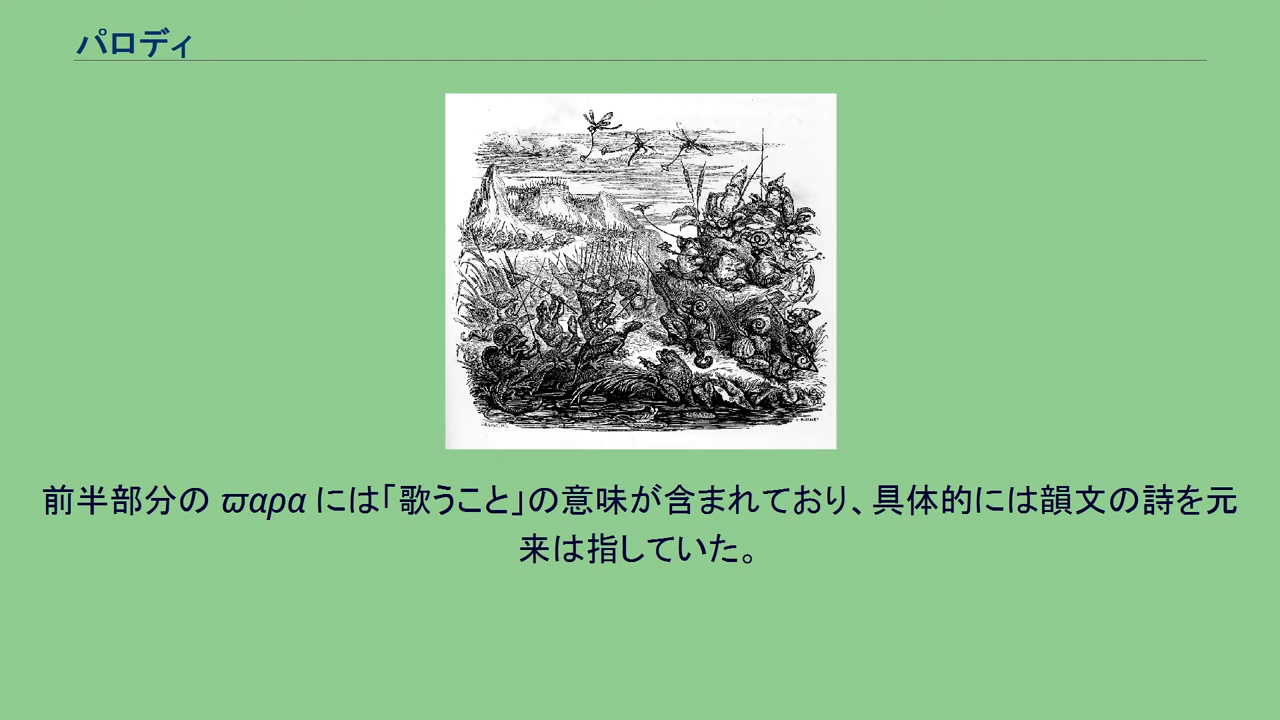 パロディ
前半部分の ϖαρα には「歌うこと」の意味が含まれており、具体的には韻文の詩を元
来は指していた。